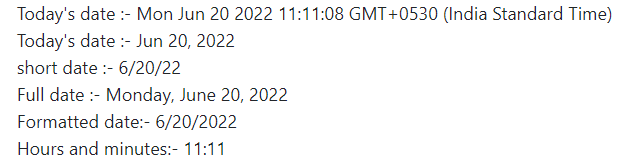 Today's date :- Mon Jun 20 2022 11:11:08 GMT+0530 (India Standard Time)
Today's date :- Jun 20, 2022
short date :- 6/20/22
Full date :- Monday, June 20, 2022
Formatted date:- 6/20/2022
Hours and minutes:- 11:11